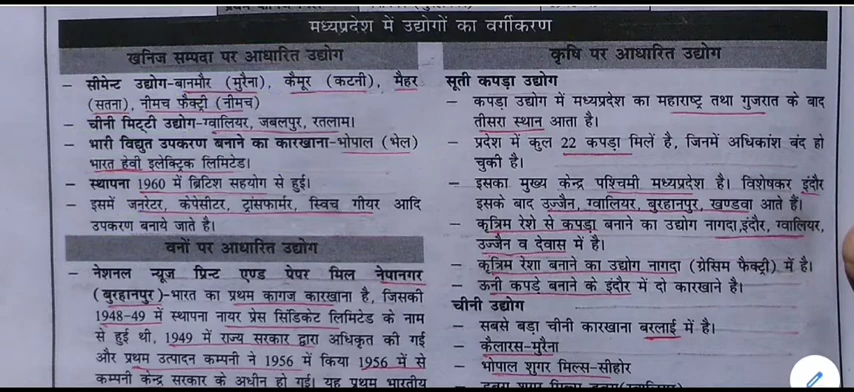 मध्यप्रदेश में उद्योगों का वर्गीकरण
खनिज सम्पदा पर आधारित उद्योग
– सीमेन्ट उद्योग-बानमौर (मुरैना), कैमूर (कटनी), मैहर
(सतना), नीमच फैक्ट्री (नीमच)
– चीनी मिट्टी उद्योग-ग्वालियर, जबलपुर, रतलाम।
– भारी विद्युत उपकरण बनाने का कारखाना-भोपाल (भेल)
भारत हेवी इलेक्ट्रिक लिमिटेड।
– स्थापना 1960 में ब्रिटिश सहयोग से हुई।
– इसमें जनरेटर, केपेसीटर, ट्रांसफार्मर, स्विच गीयर आदि
उपकरण बनाये जाते है।
वनों पर आधारित उद्योग
– नेशनल न्यूज प्रिन्ट एण्ड पेपर मिल नेपानगर
(बुरहानपुर)-भारत का प्रथम कागज कारखाना है, जिसकी
1948-49 में स्थापना नायर प्रेस सिंडिकेट लिमिटेड के नाम
से हुई थी, 1949 में राज्य सरकार द्वारा अधिकृत की गई
और प्रथम उत्पादन कम्पनी ने 1956 में किया 1956 में से
कम्पनी केन्द्र सरकार के अधीन हो गई। यह प्रथम भारतीय
कृषि पर आधारित उद्योग
सूती कपड़ा उद्योग
– कपड़ा उद्योग में मध्यप्रदेश का महाराष्ट्र तथा गुजरात के बाद
तीसरा स्थान आता है।
– प्रदेश में कुल 22 कपड़ा मिलें है, जिनमें अधिकांश बंद हो
चुकी है।
– इसका मुख्य केन्द्र पश्चिमी मध्यप्रदेश है। विशेषकर इंदौर
इसके बाद उज्जैन, ग्वालियर, बुरहानपुर, खण्डवा आते हैं।
– कृत्रिम रेशे से कपड़ा बनाने का उद्योग नागदा,इंदौर, ग्वालियर,
उज्जैन व देवास में है।
– कृत्रिम रेशा बनाने का उद्योग नागदा (ग्रेसिम फैक्ट्री) में है।
– ऊनी कपड़े बनाने के इंदौर में दो कारखाने है।
चीनी उद्योग
– सबसे बड़ा चीनी कारखाना बरलाई में है।
– कैलारस-मुरैना
– भोपाल शुगर मिल्स-सीहोर